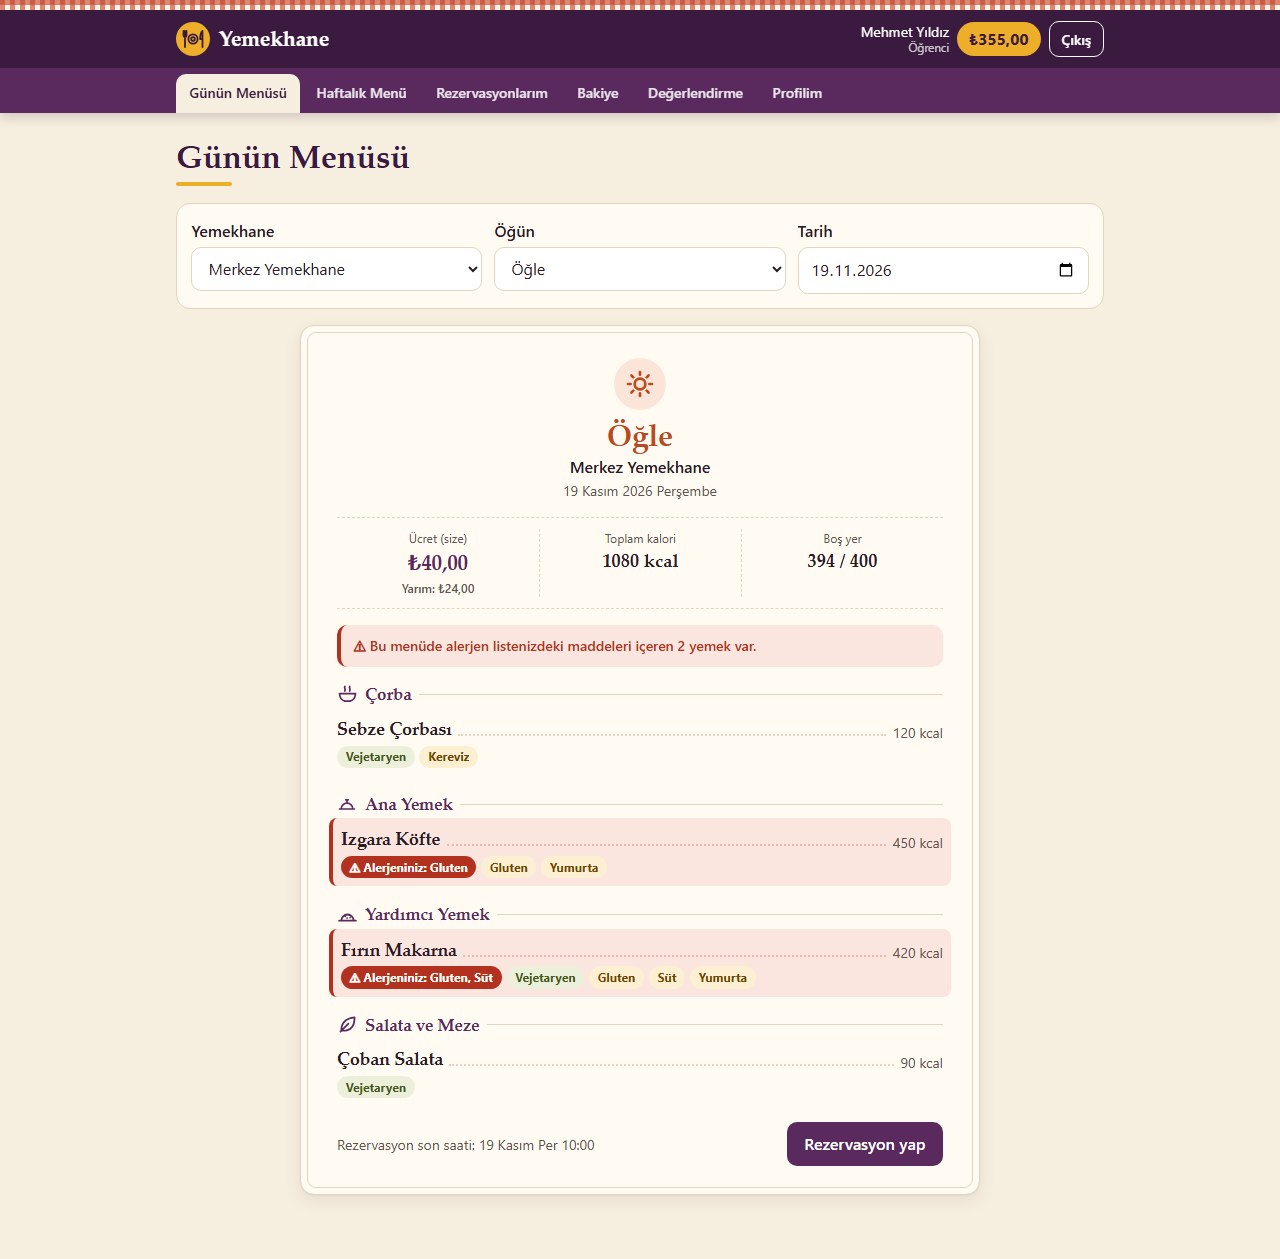 Yemekhane
Mehmet Yıldız
Öğrenci
₺355,00
Çıkış
Günün Menüsü
Haftalık Menü
Rezervasyonlarım
Bakiye
Değerlendirme
Profilim
Günün Menüsü
Yemekhane
Öğün
Tarih
Merkez Yemekhane
Öğle
19.11.2026
Öğle
Merkez Yemekhane
19 Kasım 2026 Perşembe
Ücret (size)
₺40,00
Yarım: ₺24,00
Toplam kalori
1080 kcal
Boş yer
394 / 400
⚠ Bu menüde alerjen listenizdeki maddeleri içeren 2 yemek var.
Çorba
Sebze Çorbası 120 kcal
Vejetaryen Kereviz
Ana Yemek
Izgara Köfte 450 kcal
⚠ Alerjeniniz: Gluten Gluten Yumurta
Yardımcı Yemek
Fırın Makarna 420 kcal
⚠ Alerjeniniz: Gluten, Süt Vejetaryen Gluten Süt Yumurta
Salata ve Meze
Çoban Salata 90 kcal
Vejetaryen
Rezervasyon son saati: 19 Kasım Per 10:00
Rezervasyon yap